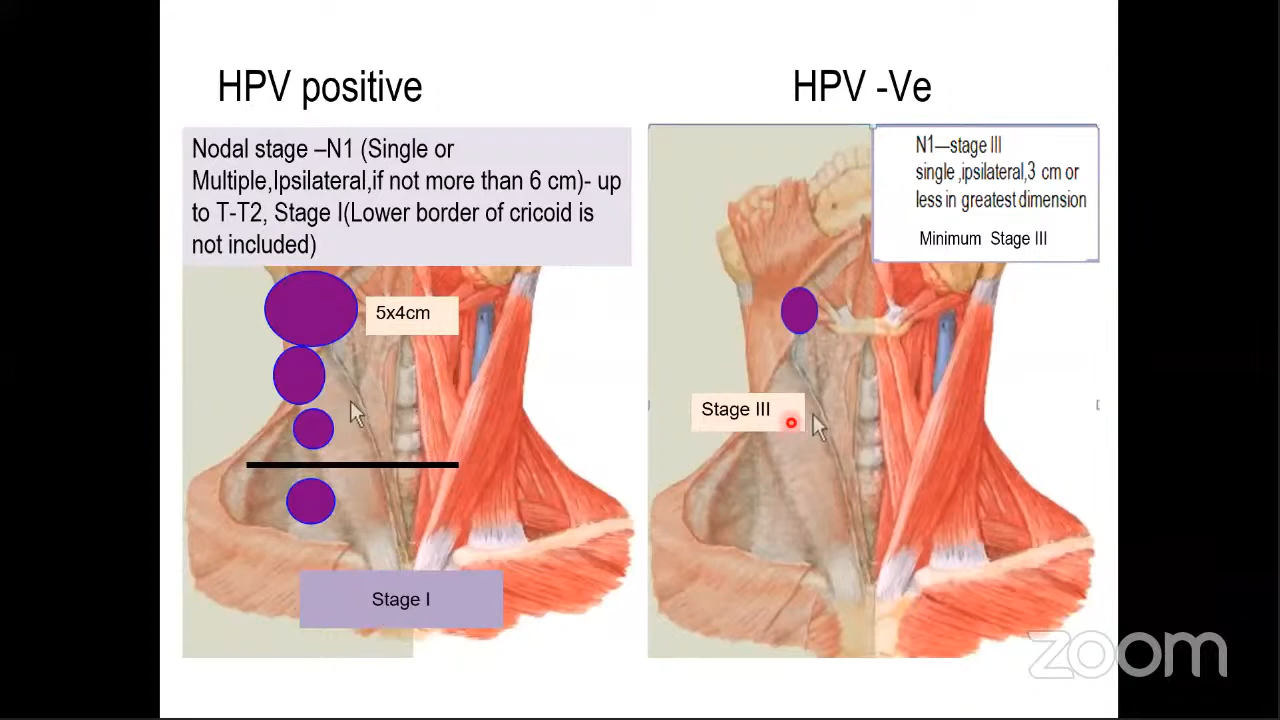 HPV positive
HPV -Ve
Nodal stage –N1 (Single or
Multiple,Ipsilateral,if not more than 6 cm)- up
to T-T2, Stage I(Lower border of cricoid is
not included)
5x4cm
Stage I
N1—stage III
single ,ipsilateral,3 cm or
less in greatest dimension
Minimum Stage III
Stage III
zoom